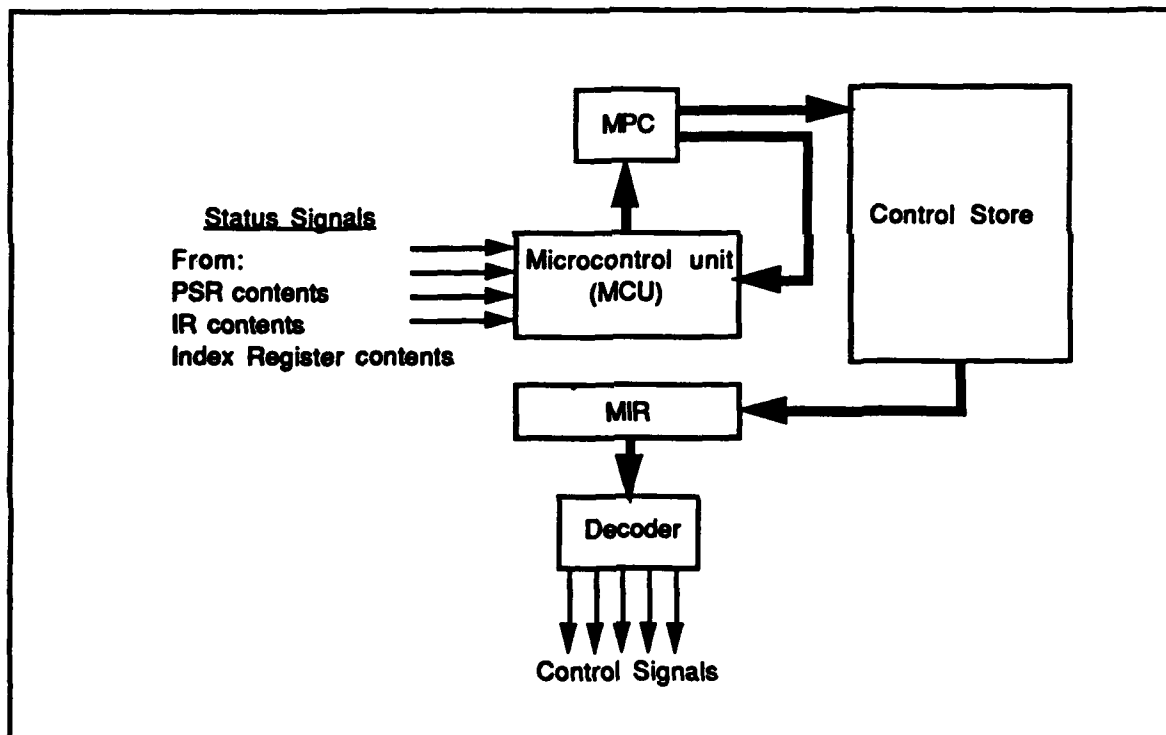 MPC
Control Store
Status Signals
From:
PSR contents
IR contents
Index Register contents
Microcontrol unit
(MCU)
MIR
Decoder
Control Signals